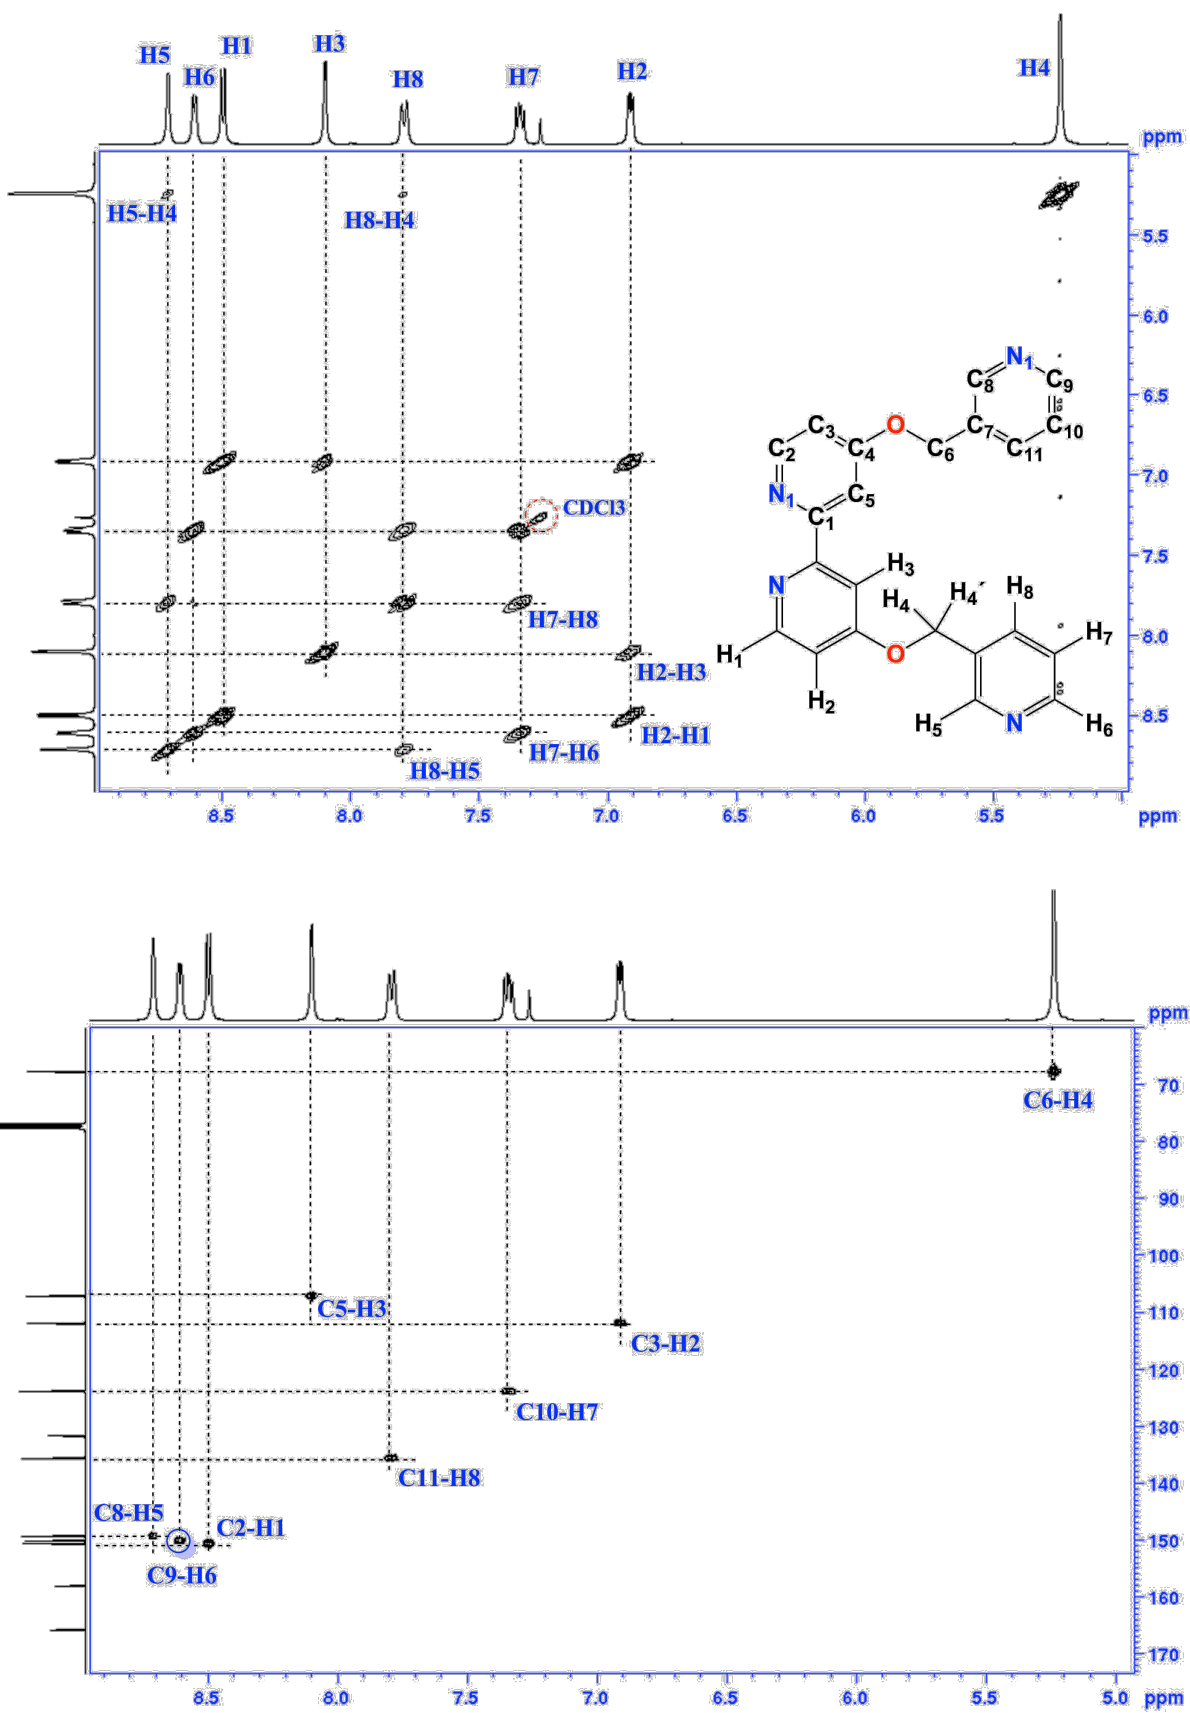 H5 H6 H1 H3 H8 H7 H2 H4
ppm
H5-H4 H8-H4
5.5
6.0
6.5
7.0
7.5
8.0
8.5
CDCl3
H7-H8
H2-H3
H2-H1
H7-H6
H8-H5
N1
C8 C9
C3 O C7 C10
C2 C4 C6 C11
N1 C5
C1
N H3 H4 H4´ H8
H7
H1 O
H2 H5 N H6
8.5 8.0 7.5 7.0 6.5 6.0 5.5 ppm
ppm
C6-H4
70
80
90
100
110
120
130
140
150
160
170
C5-H3
C3-H2
C10-H7
C11-H8
C8-H5 C2-H1
C9-H6
8.5 8.0 7.5 7.0 6.5 6.0 5.5 5.0 ppm